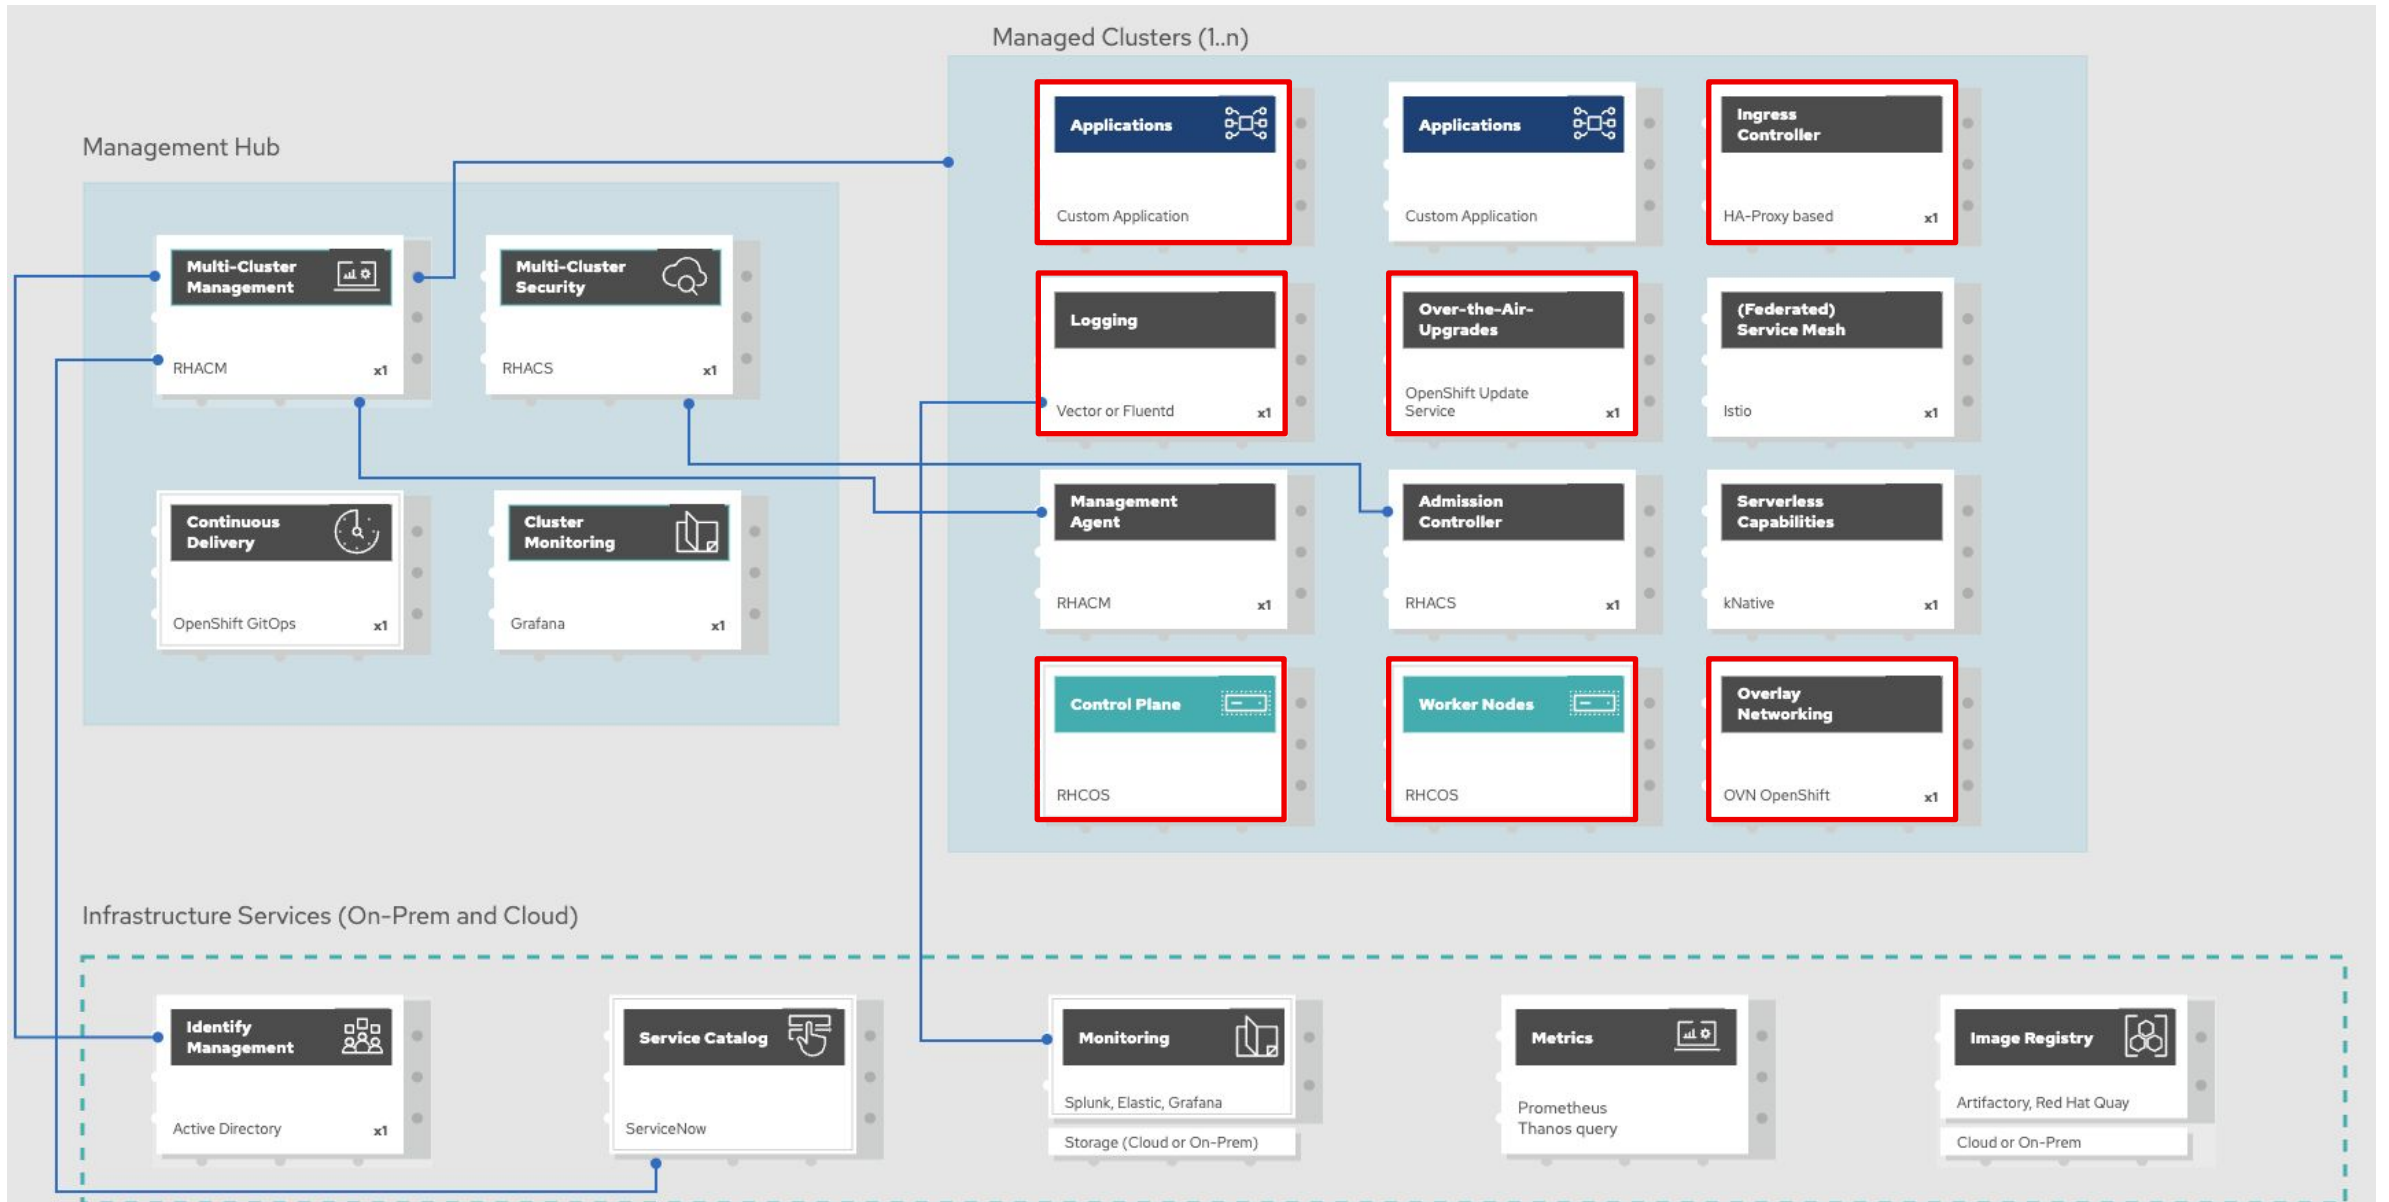 Managed Clusters (1..n)
Applications
Custom Application
Applications
Custom Application
Ingress
Controller
HA-Proxy based
x1
Logging
Vector or Fluentd
x1
Over-the-Air-
Upgrades
OpenShift Update
Service
x1
(Federated)
Service Mesh
Istio
x1
Management
Agent
RHACM
x1
Admission
Controller
RHACS
x1
Serverless
Capabilities
kNative
x1
Control Plane
RHCOS
Worker Nodes
RHCOS
Overlay
Networking
OVN OpenShift
x1
Management Hub
Multi-Cluster
Management
RHACM
x1
Multi-Cluster
Security
RHACS
x1
Continuous
Delivery
OpenShift GitOps
x1
Cluster
Monitoring
Grafana
x1
Infrastructure Services (On-Prem and Cloud)
Identify
Management
Active Directory
x1
Service Catalog
ServiceNow
Monitoring
Splunk, Elastic, Grafana
Storage (Cloud or On-Prem)
Metrics
Prometheus
Thanos query
Image Registry
Artifactory, Red Hat Quay
Cloud or On-Prem